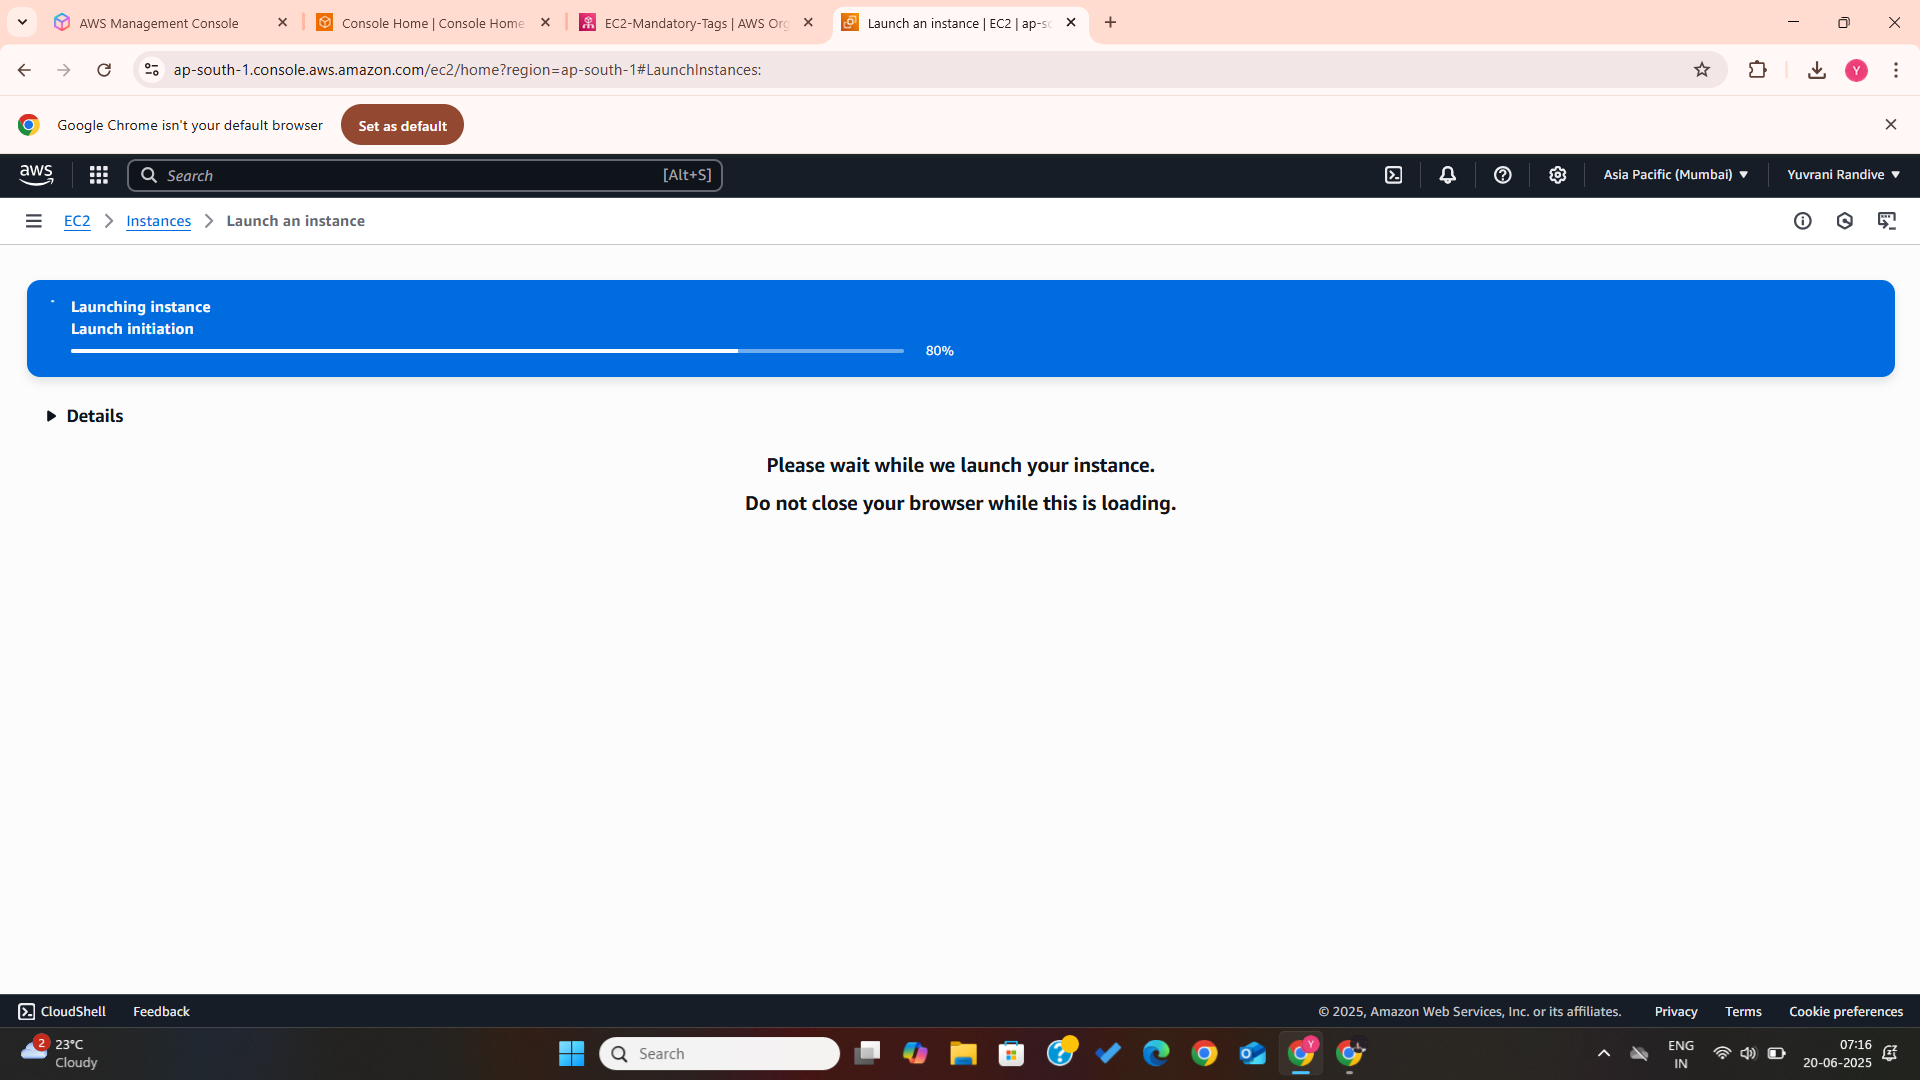 AWS Management Console
Console Home | Console Home
EC2-Mandatory-Tags | AWS Org
Launch an instance | EC2 | ap-so
ap-south-1.console.aws.amazon.com/ec2/home?region=ap-south-1#LaunchInstances:
Y
Google Chrome isn't your default browser
Set as default
aws
Search
[Alt+S]
Asia Pacific (Mumbai)
Yuvrani Randive
EC2
Instances
Launch an instance
Launching instance
Launch initiation
80%
Details
Please wait while we launch your instance.
Do not close your browser while this is loading.
CloudShell
Feedback
© 2025, Amazon Web Services, Inc. or its affiliates.
Privacy
Terms
Cookie preferences
2
23°C
Cloudy
Search
Y
ENG
IN
07:16
20-06-2025